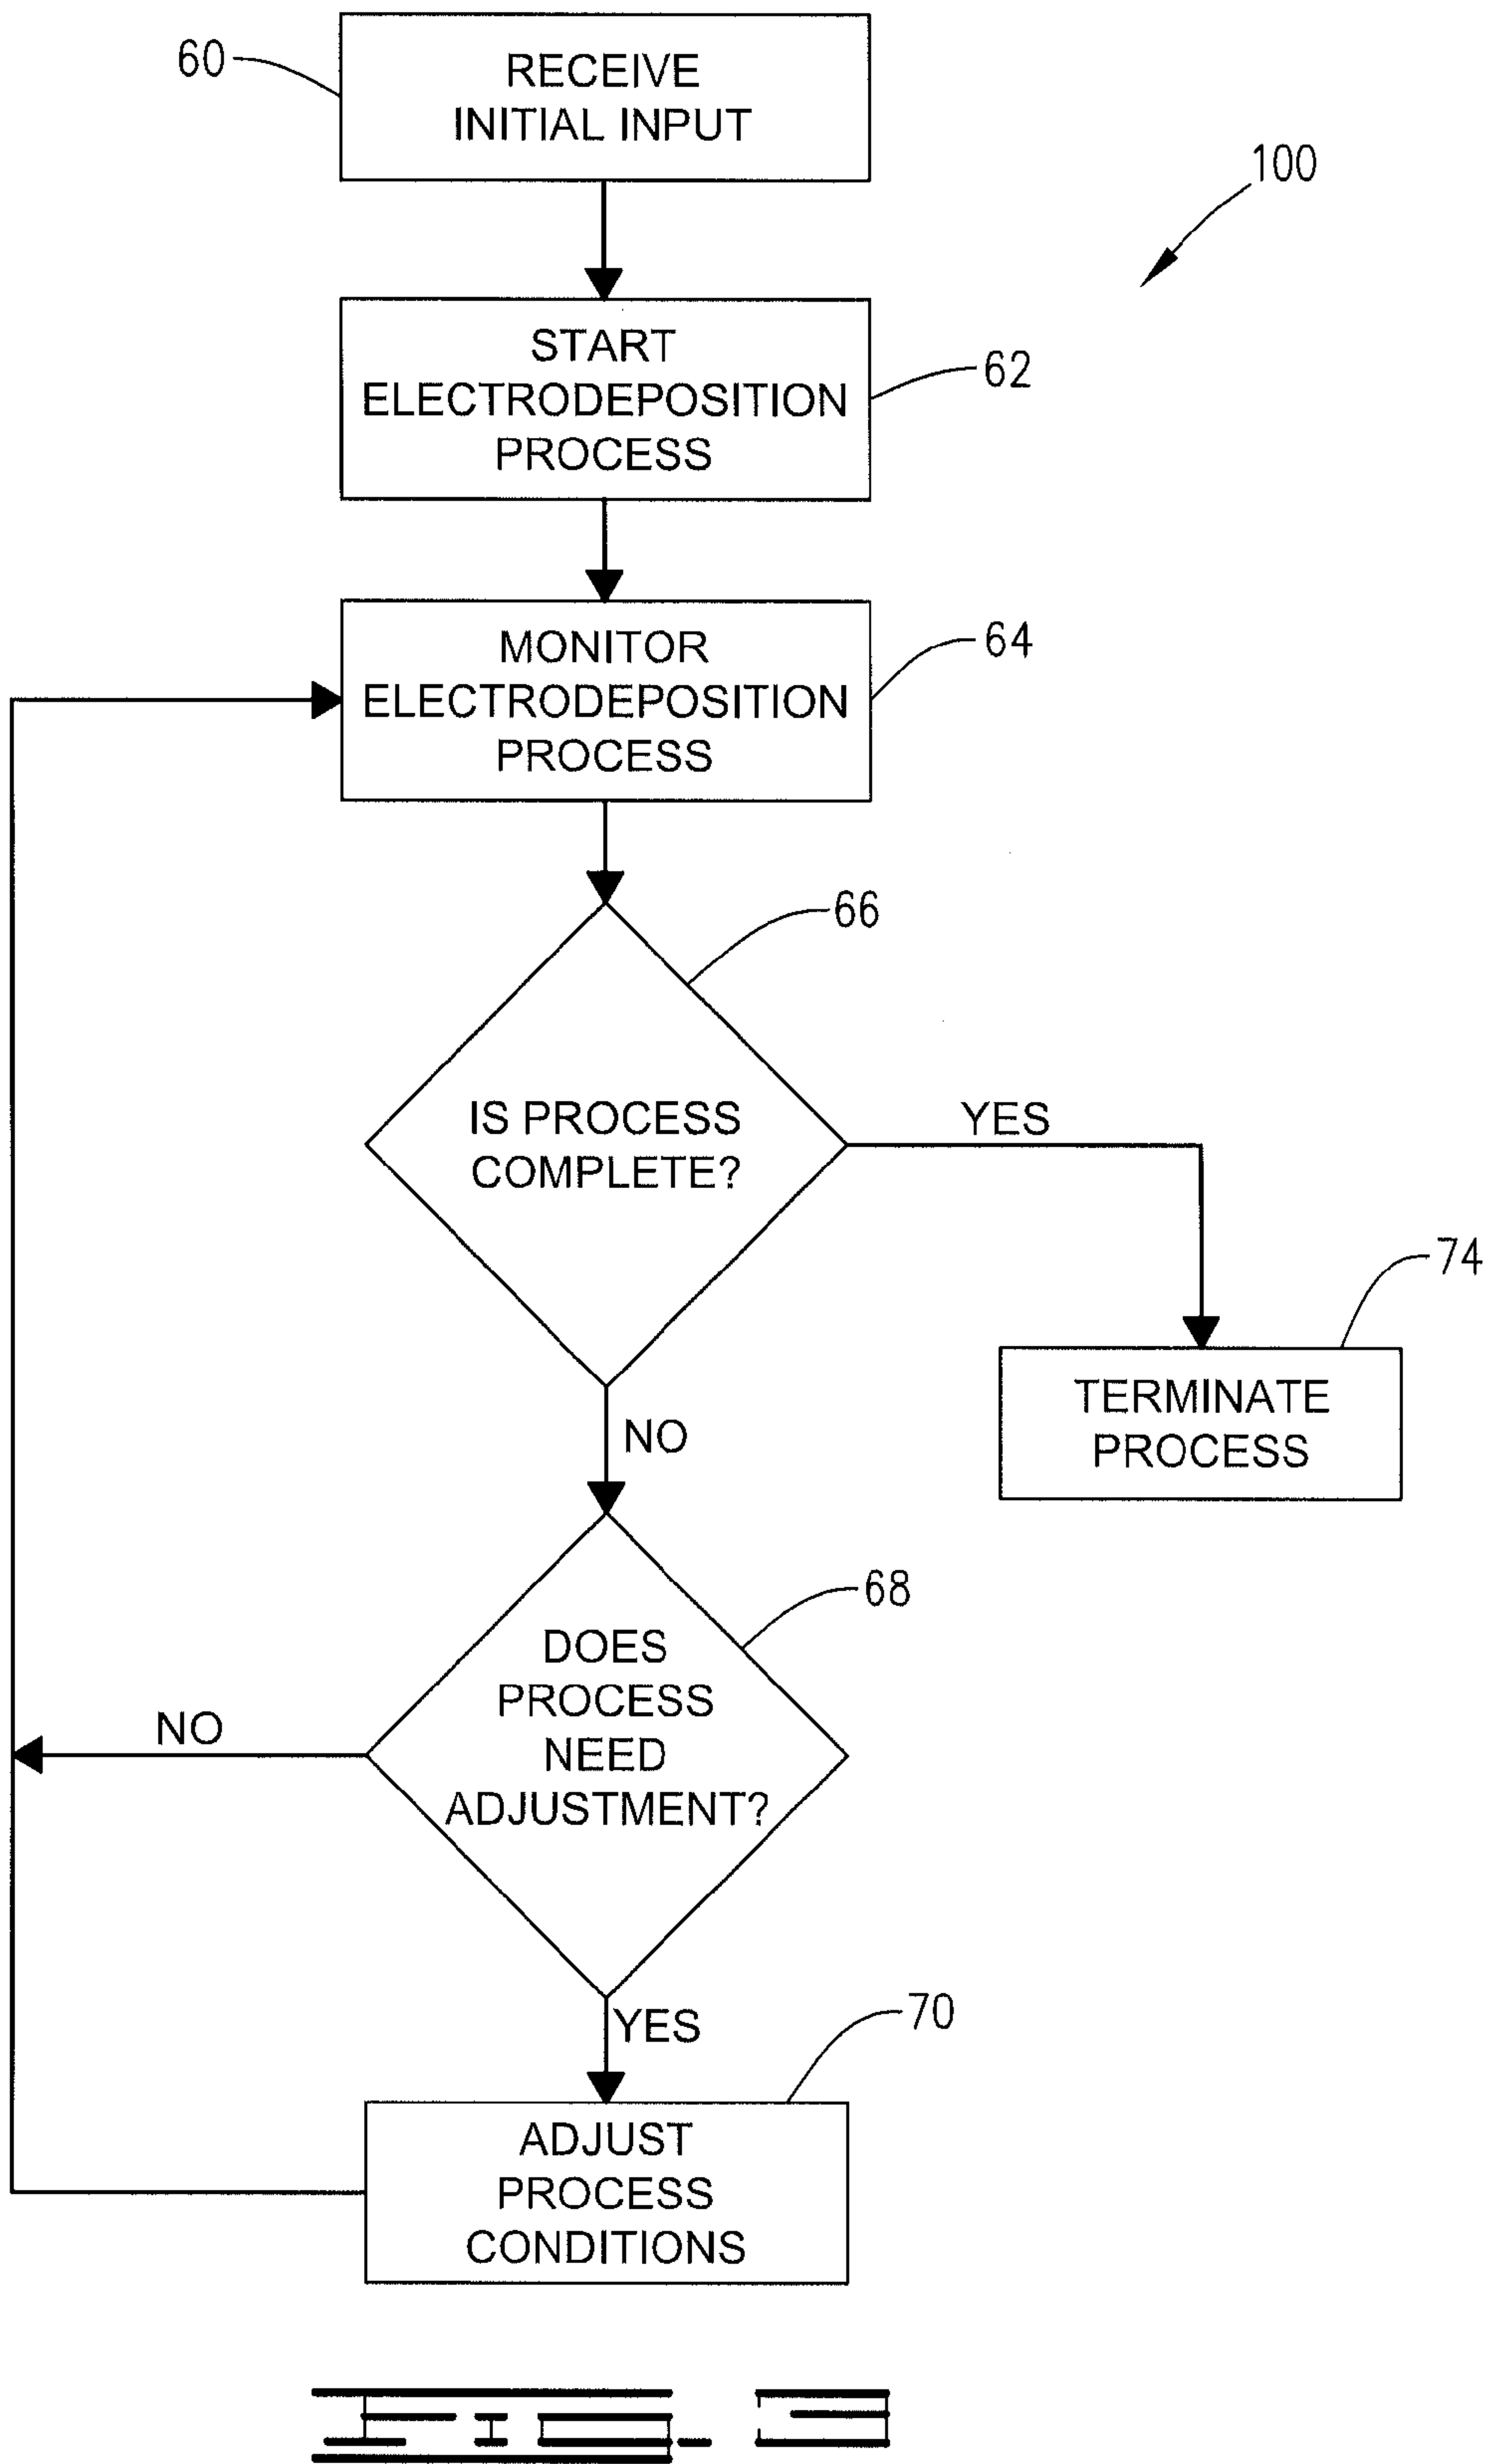 60
RECEIVE
INITIAL INPUT
100
START
ELECTRODEPOSITION
PROCESS
62
MONITOR
ELECTRODEPOSITION
PROCESS
64
66
IS PROCESS
COMPLETE?
YES
74
TERMINATE
PROCESS
NO
68
DOES
PROCESS
NEED
ADJUSTMENT?
NO
YES
70
ADJUST
PROCESS
CONDITIONS